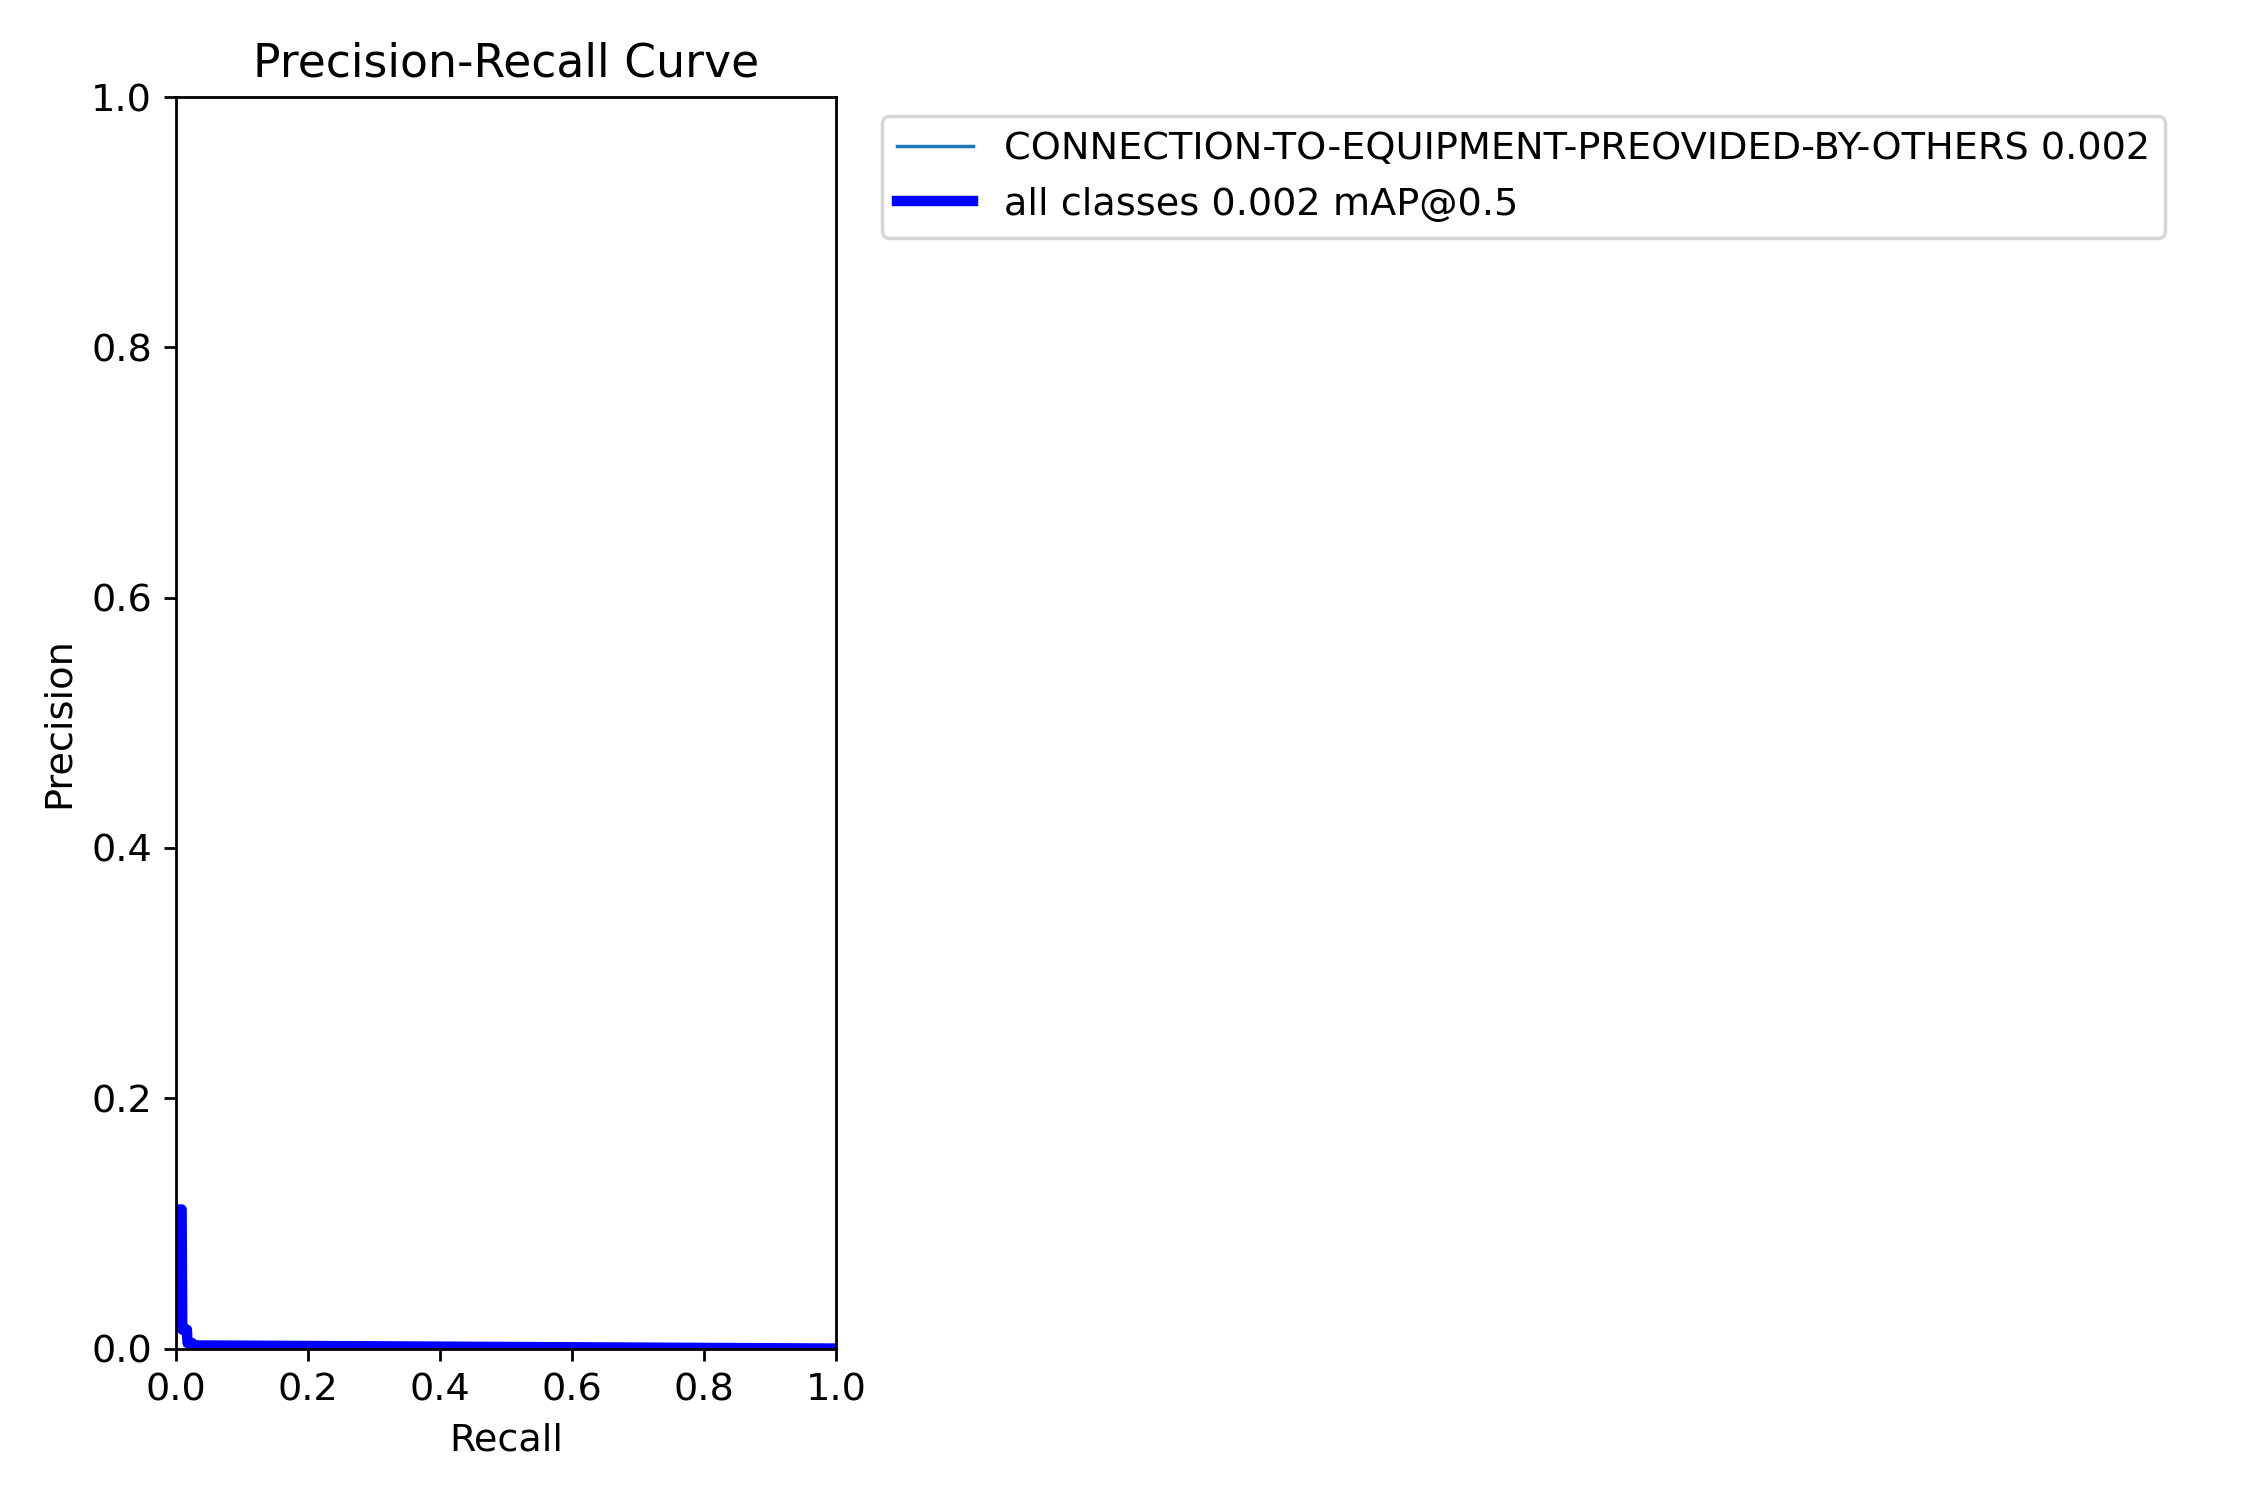 Precision-Recall Curve
1.0
0.8
0.6
0.4
0.2
0.0
Precision
0.0 0.2 0.4 0.6 0.8 1.0
Recall
CONNECTION-TO-EQUIPMENT-PREOVIDED-BY-OTHERS 0.002
all classes 0.002 mAP@0.5